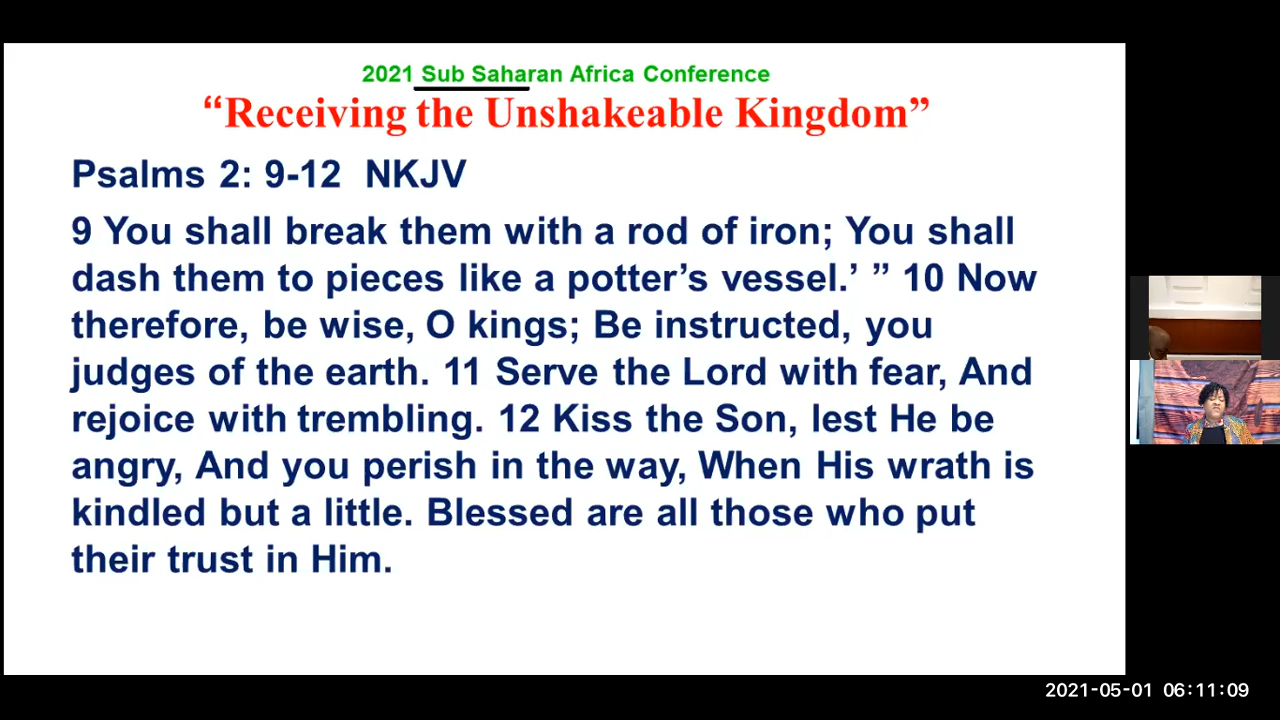 2021 Sub Saharan Africa Conference
“Receiving the Unshakeable Kingdom”
Psalms 2: 9-12 NKJV
9 You shall break them with a rod of iron; You shall
dash them to pieces like a potter’s vessel.’ ” 10 Now
therefore, be wise, O kings; Be instructed, you
judges of the earth. 11 Serve the Lord with fear, And
rejoice with trembling. 12 Kiss the Son, lest He be
angry, And you perish in the way, When His wrath is
kindled but a little. Blessed are all those who put
their trust in Him.
2021-05-01 06:11:09